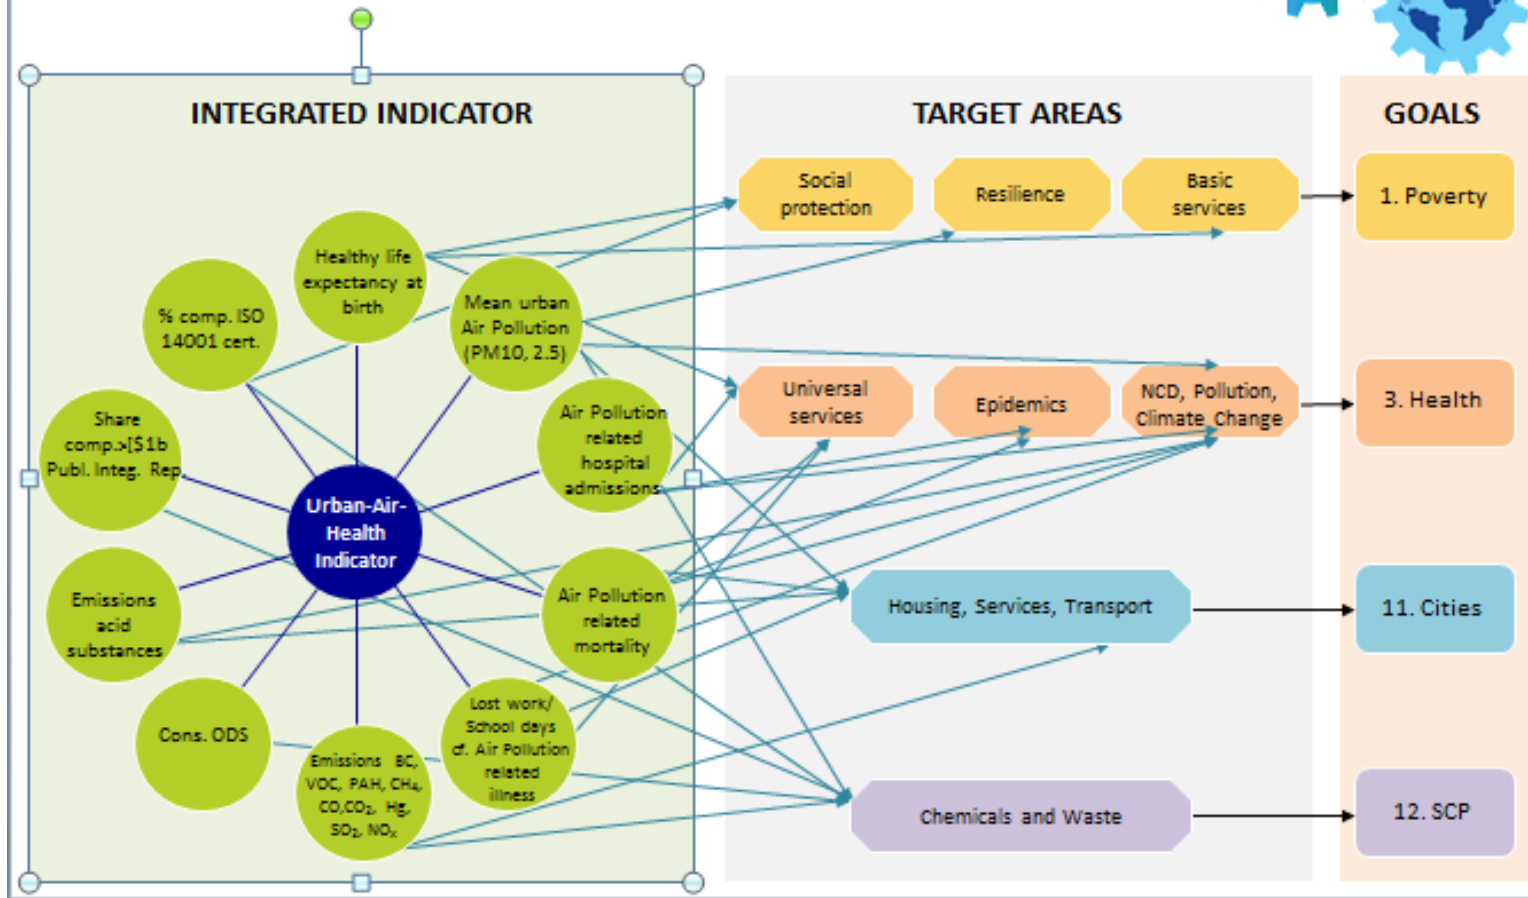 INTEGRATED INDICATOR
Healthy life
expectancy at
birth
% comp. ISO
14001 cert.
Mean urban
Air Pollution
(PM10, 2.5)
Share
comp.>[$1b
Publ. Integ. Rep
Air Pollution
related
hospital
admissions
Urban-Air-
Health
Indicator
Emissions
acid
substances
Air Pollution
related
mortality
Cons. ODS
Emissions BC,
VOC, PAH, CH₄,
CO,CO₂, Hg,
SO₂, NOₓ
Lost work/
School days
cf. Air Pollution
related
illness
TARGET AREAS
Social
protection
Resilience
Basic
services
Universal
services
Epidemics
NCD, Pollution,
Climate Change
Housing, Services, Transport
Chemicals and Waste
GOALS
1. Poverty
3. Health
11. Cities
12. SCP